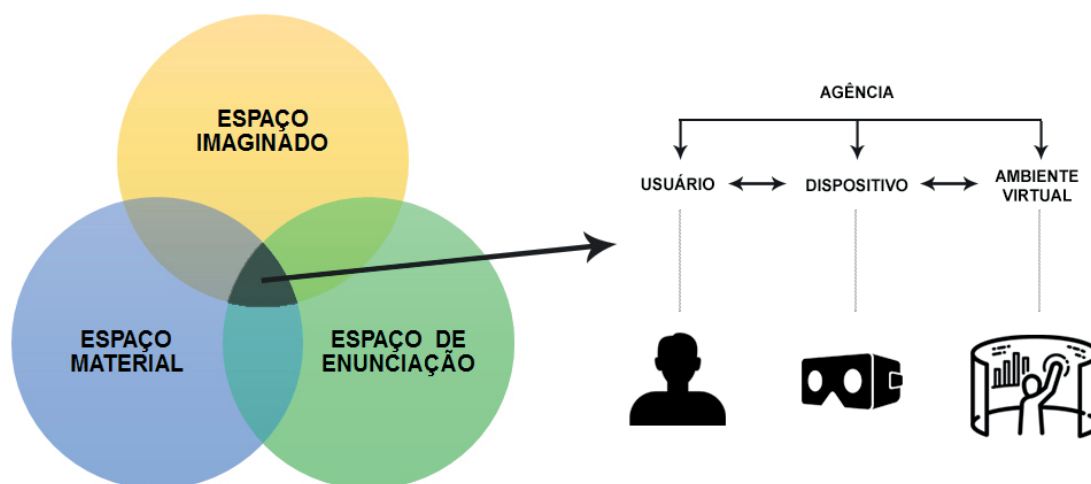 ESPAÇO
IMAGINADO
ESPAÇO
MATERIAL
ESPAÇO DE
ENUNCIAÇÃO
AGÊNCIA
USUÁRIO
DISPOSITIVO
AMBIENTE
VIRTUAL